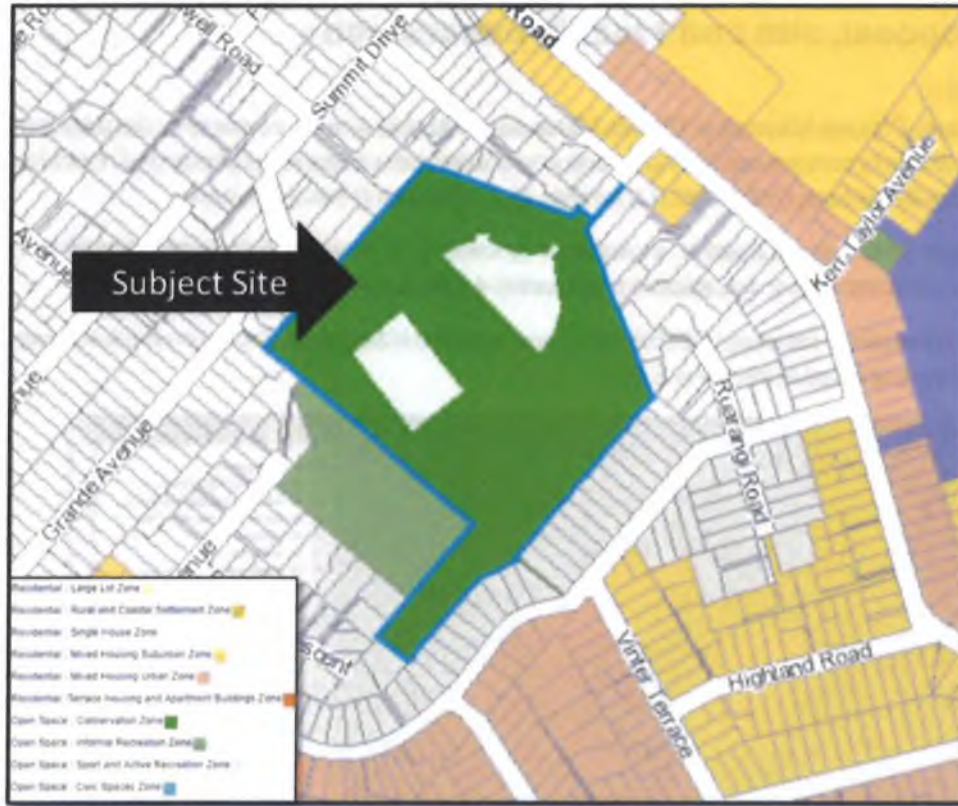 Road
Summit Drive
Road
Kerr-Taylor Avenue
Subject Site
Avenue
Grande Avenue
Ruarangi Road
Vinter Terrace
Highland Road
Residential : Large Lot Zone
Residential : Rural and Coastal Settlement Zone
Residential : Single House Zone
Residential : Mixed Housing Suburban Zone
Residential : Mixed Housing Urban Zone
Residential : Terrace Housing and Apartment Buildings Zone
Open Space : Conservation Zone
Open Space : Informal Recreation Zone
Open Space : Sport and Active Recreation Zone
Open Space : Civic Spaces Zone